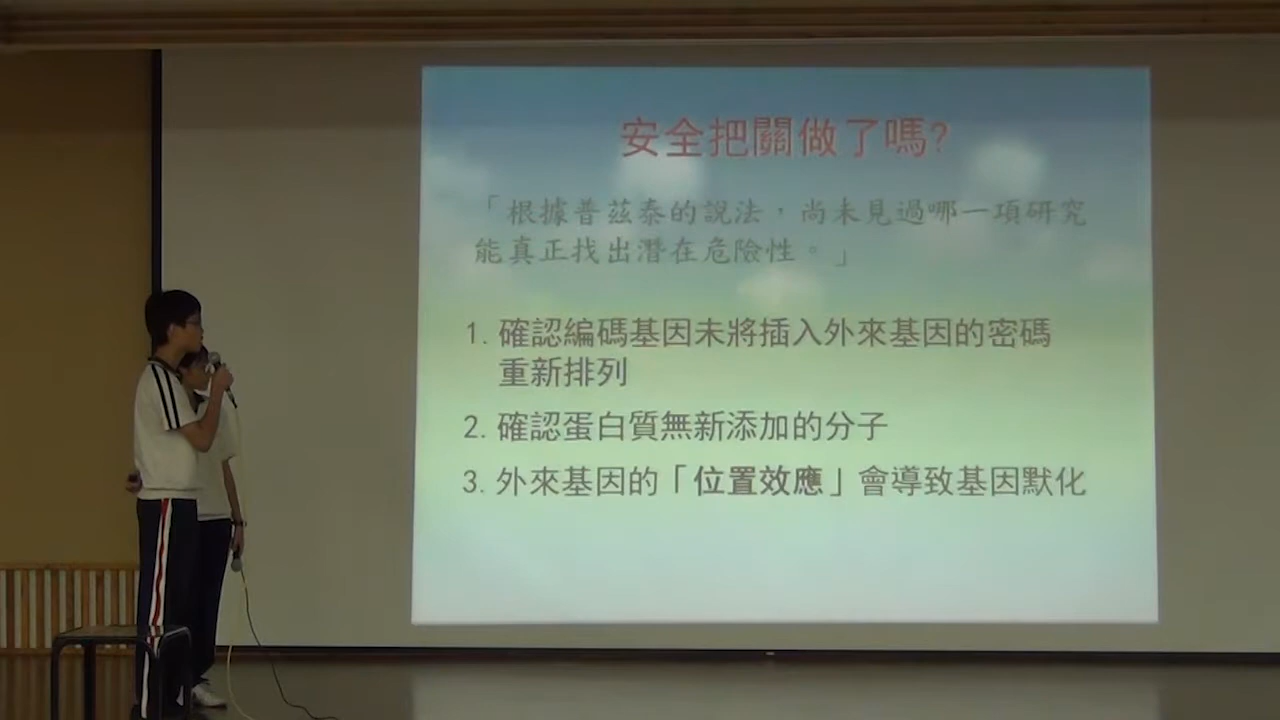 安全把關做了嗎?
「根據普茲泰的說法，尚未見過哪一項研究
能真正找出潛在危險性。」
1. 確認編碼基因未將插入外來基因的密碼
重新排列
2. 確認蛋白質無新添加的分子
3. 外來基因的「位置效應」會導致基因默化